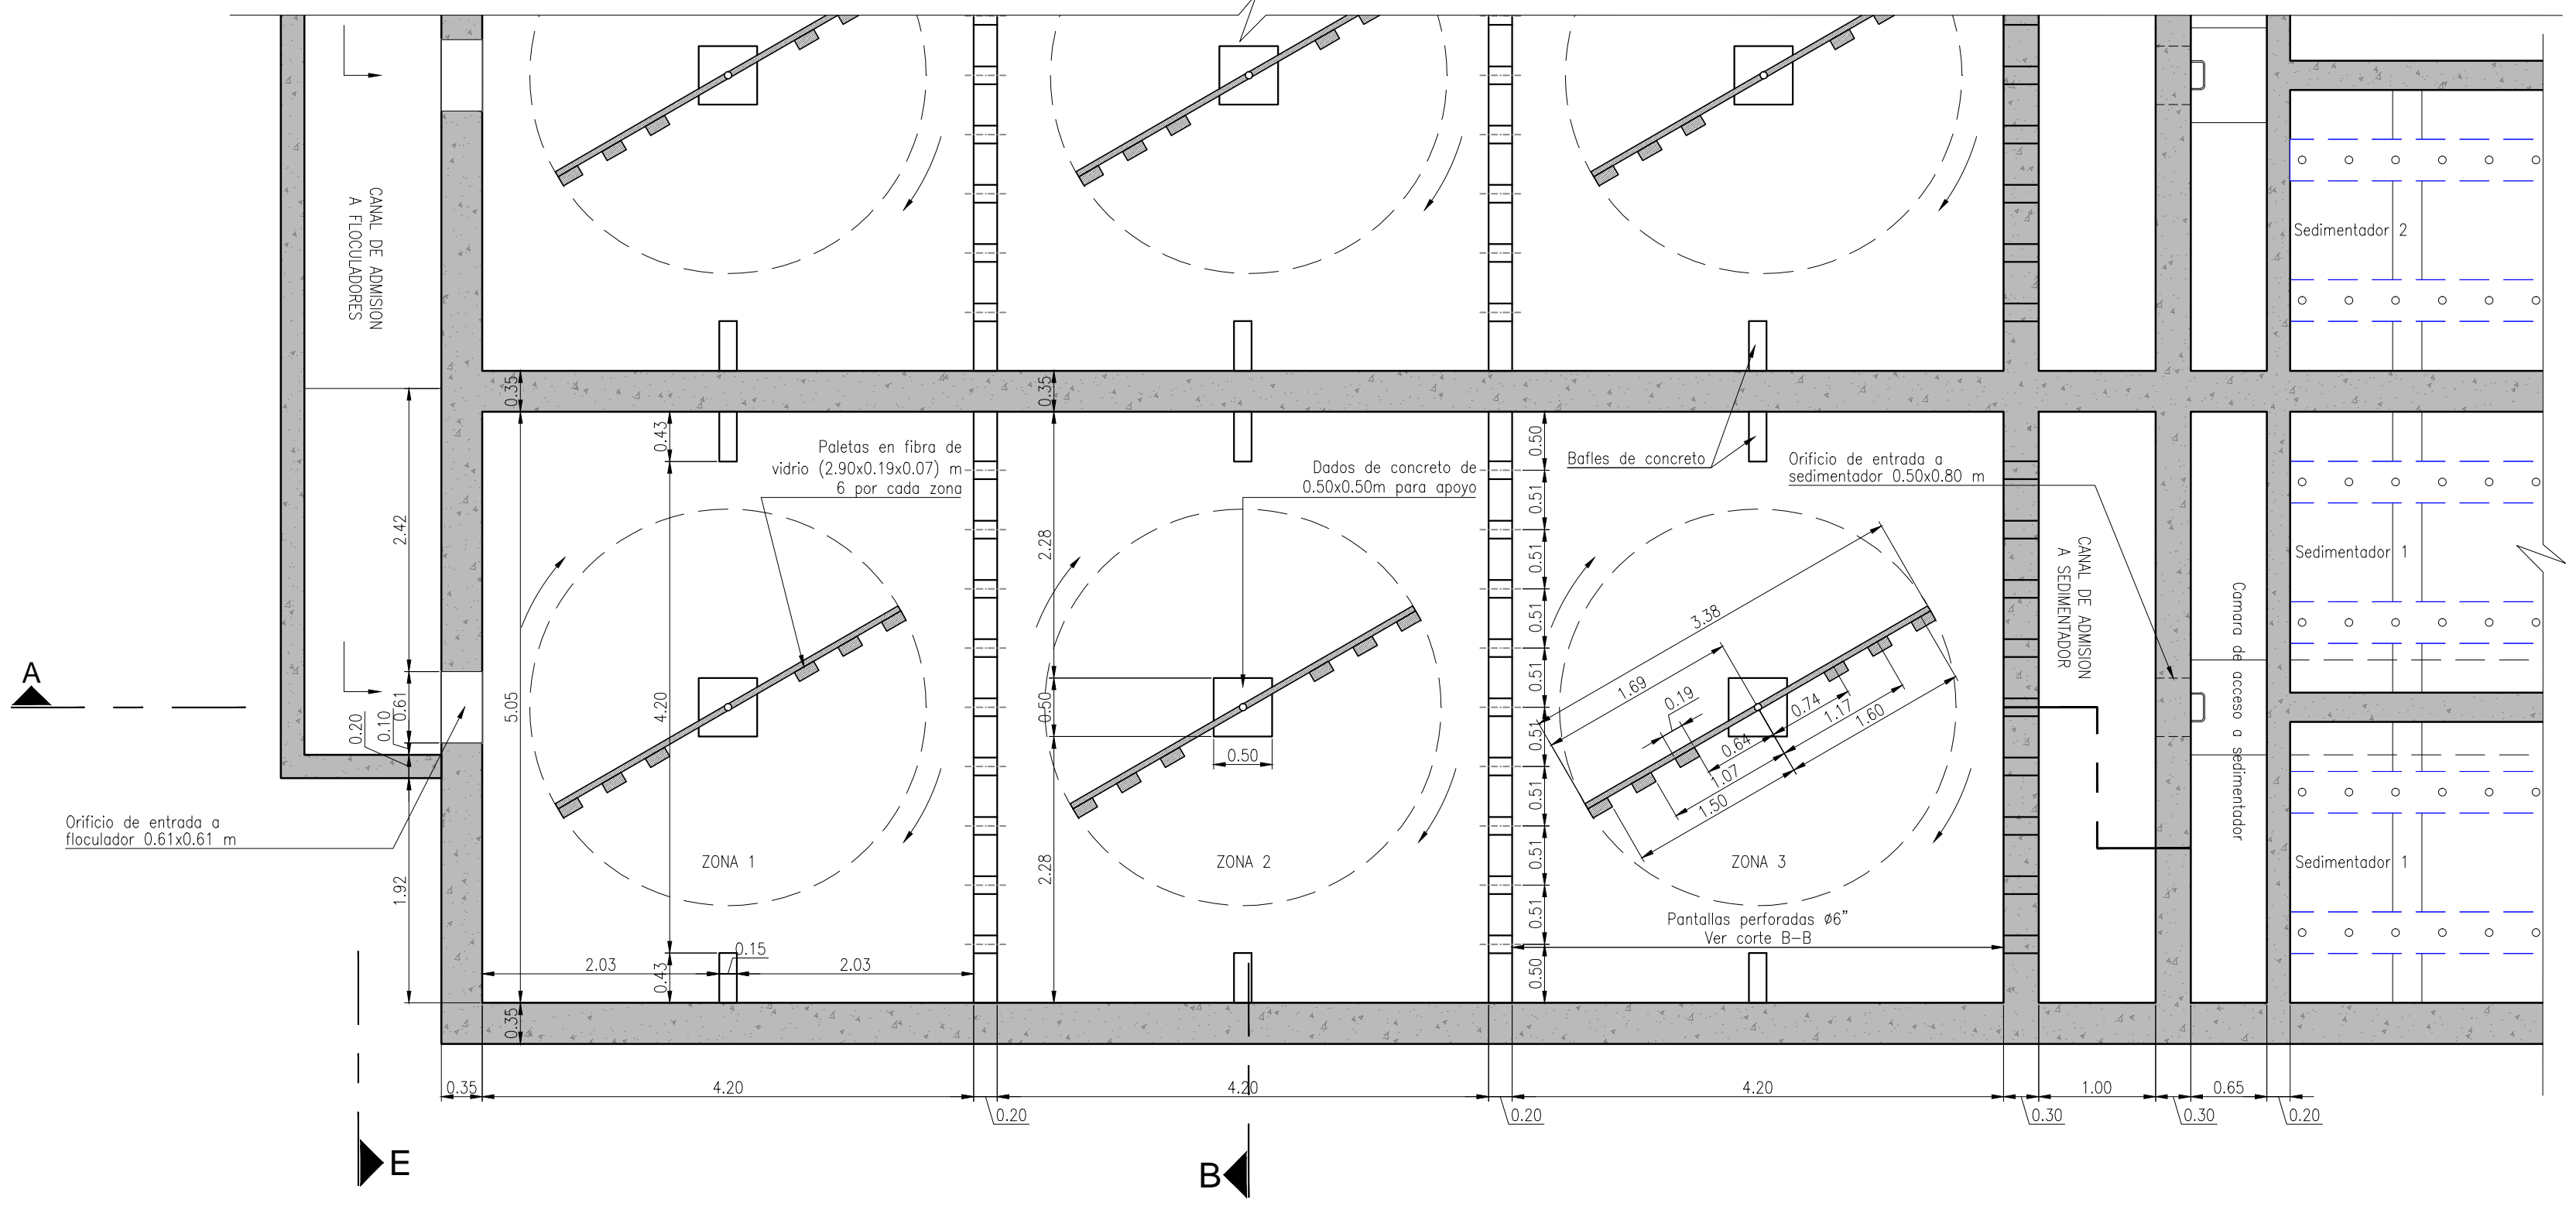 CANAL DE ADMISION
A FLOCULADORES
Sedimentador 2
0.35
0.35
0.43
Paletas en fibra de
vidrio (2.90x0.19x0.07) m
6 por cada zona
Dados de concreto de
0.50x0.50m para apoyo
0.50
Bafles de concreto
Orificio de entrada a
sedimentador 0.50x0.80 m
2.42
2.28
0.51
0.51
0.51
0.51
0.51
0.51
0.51
0.51
0.50
CANAL DE ADMISION
A SEDIMENTADOR
Camara de acceso a sedimentador
Sedimentador 1
A
0.61
0.10
0.20
5.05
4.20
0.50
0.50
3.38
1.69
0.19
0.74
1.17
1.60
0.64
1.07
1.50
Orificio de entrada a
floculador 0.61x0.61 m
1.92
2.28
ZONA 1
ZONA 2
ZONA 3
Sedimentador 1
Pantallas perforadas ø6"
Ver corte B-B
2.03
0.15
2.03
0.43
0.35
0.35
4.20
0.20
4.20
0.20
4.20
0.30
1.00
0.30
0.65
0.20
E
B